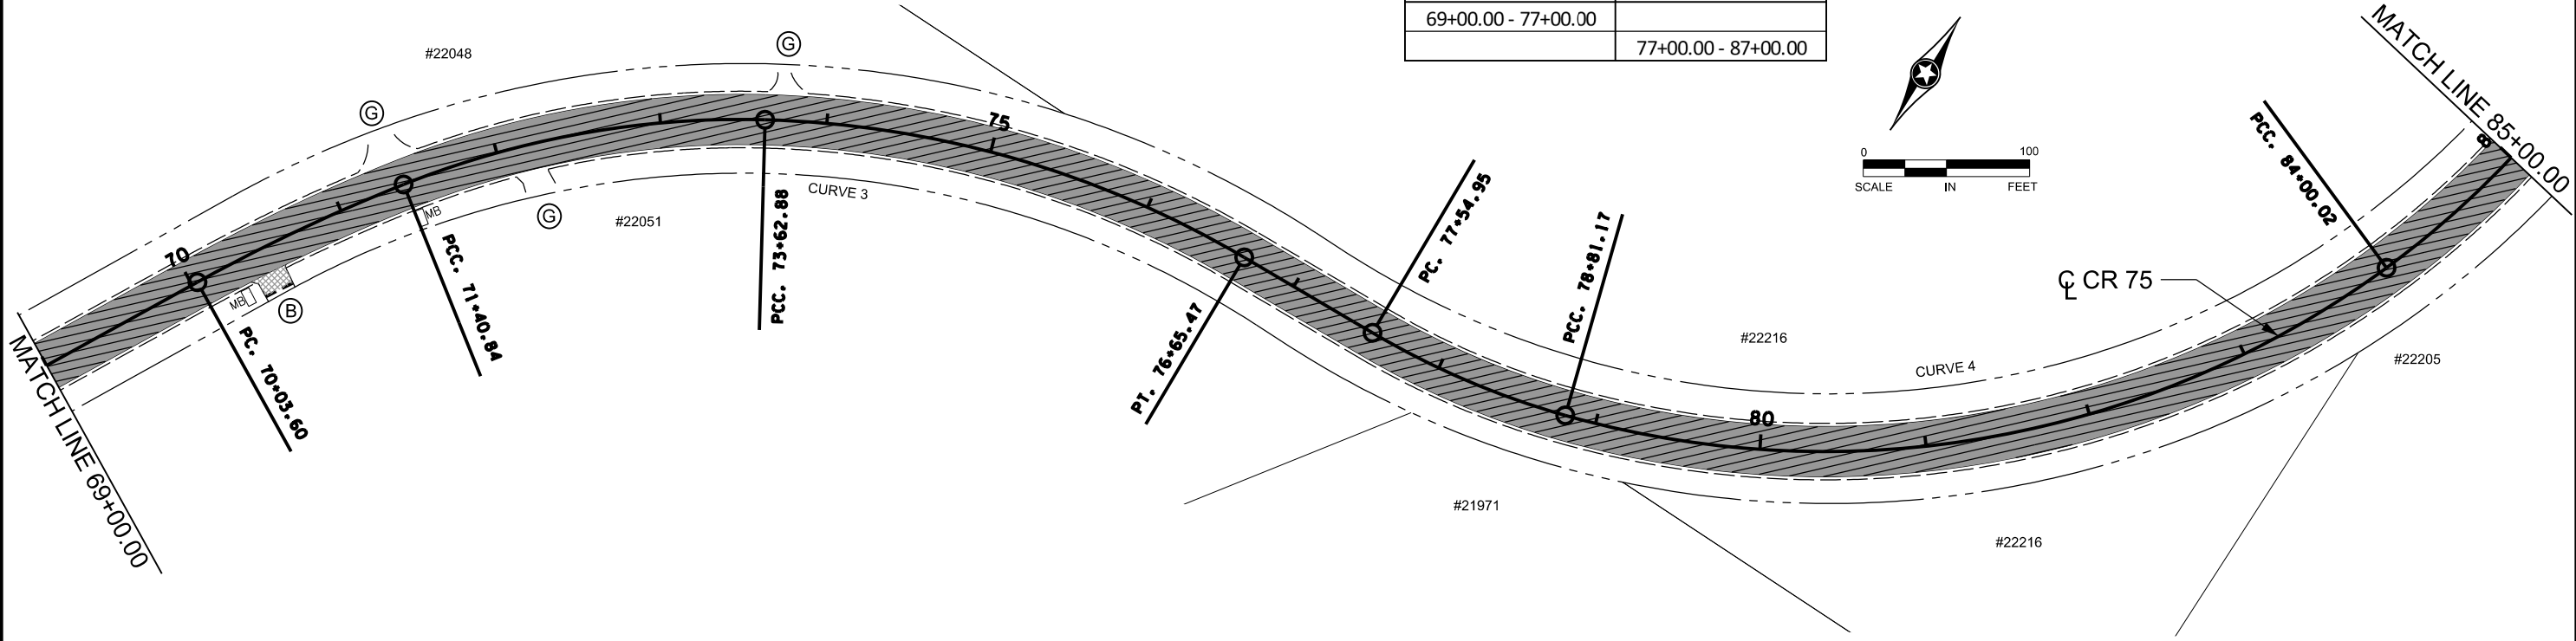 69+00.00 - 77+00.00
77+00.00 - 87+00.00
#22048
G
G
G
B
MB
MB
70
75
80
8
MATCH LINE 69+00.00
PC. 70+03.60
PCC. 71+40.84
PCC. 73+62.88
CURVE 3
#22051
PT. 76+65.47
PC. 77+54.95
PCC. 78+81.17
0
100
SCALE IN FEET
#22216
CURVE 4
℄ CR 75
PCC. 84+00.02
MATCH LINE 85+00.00
#22205
#21971
#22216